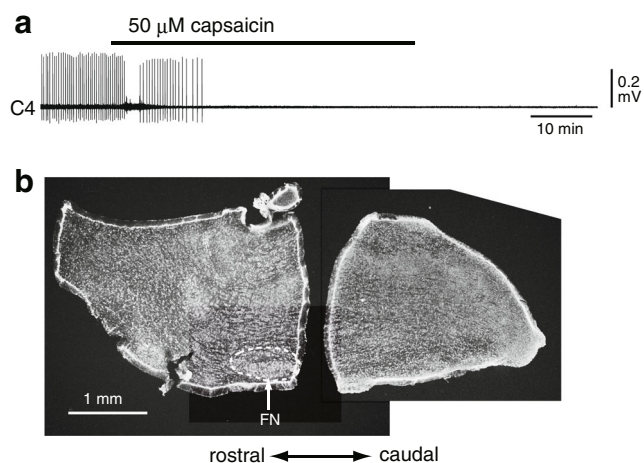 a
50 μM capsaicin
C4
0.2
mV
10 min
b
1 mm
FN
rostral
caudal